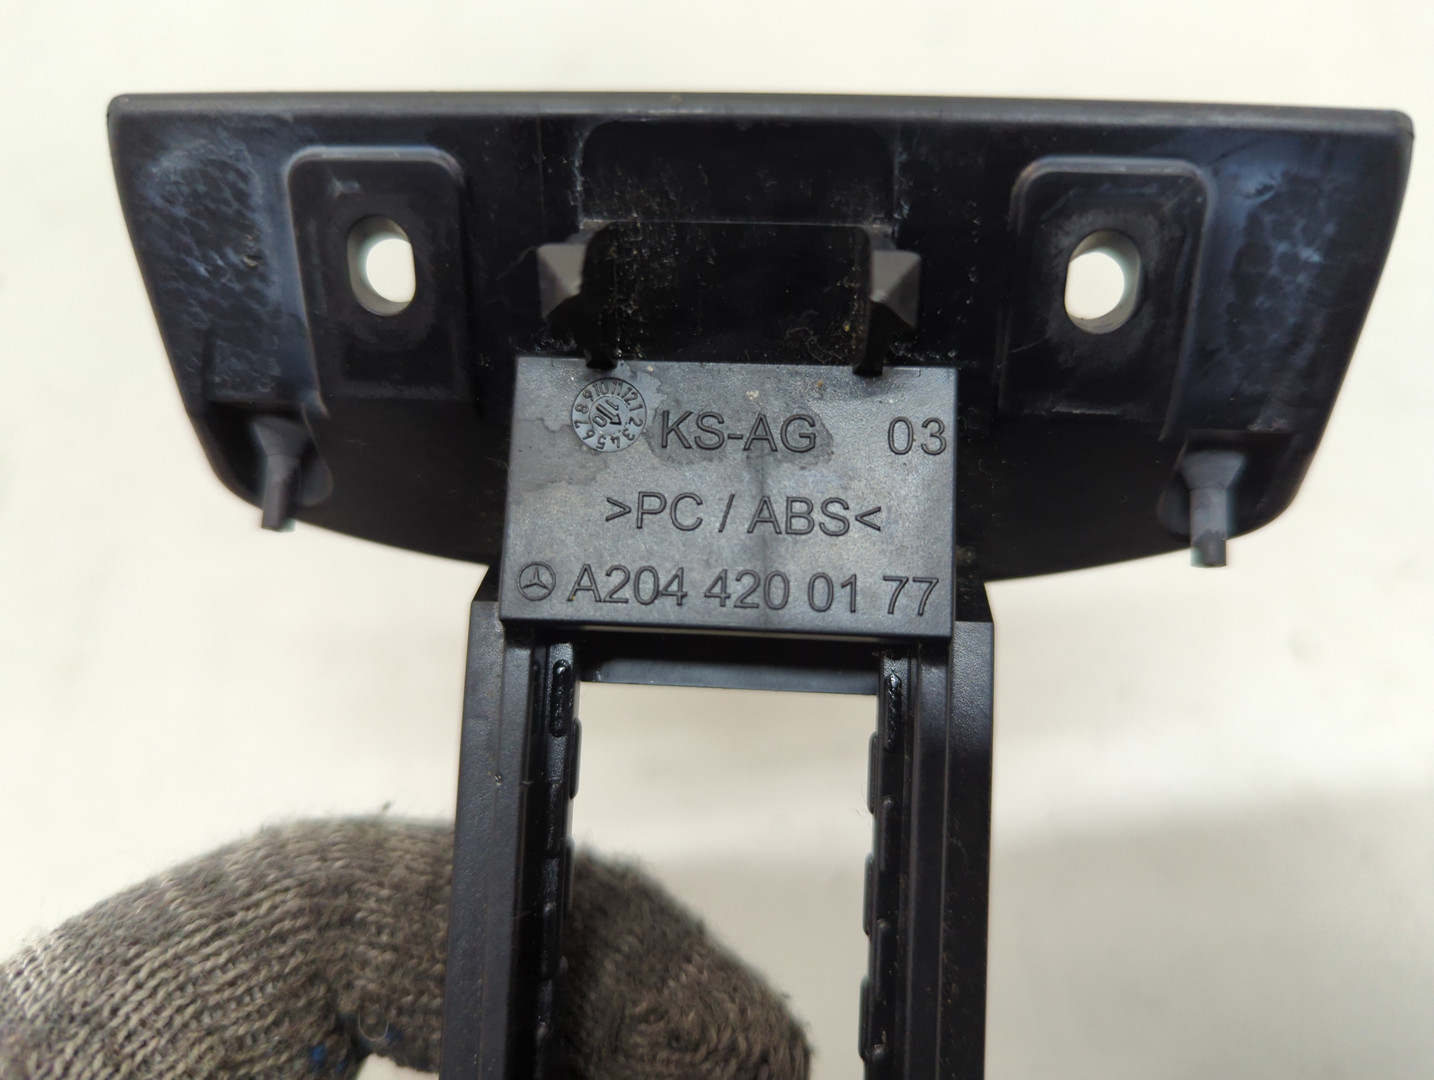 KS-AG 03
>PC / ABS<
A204 420 01 77